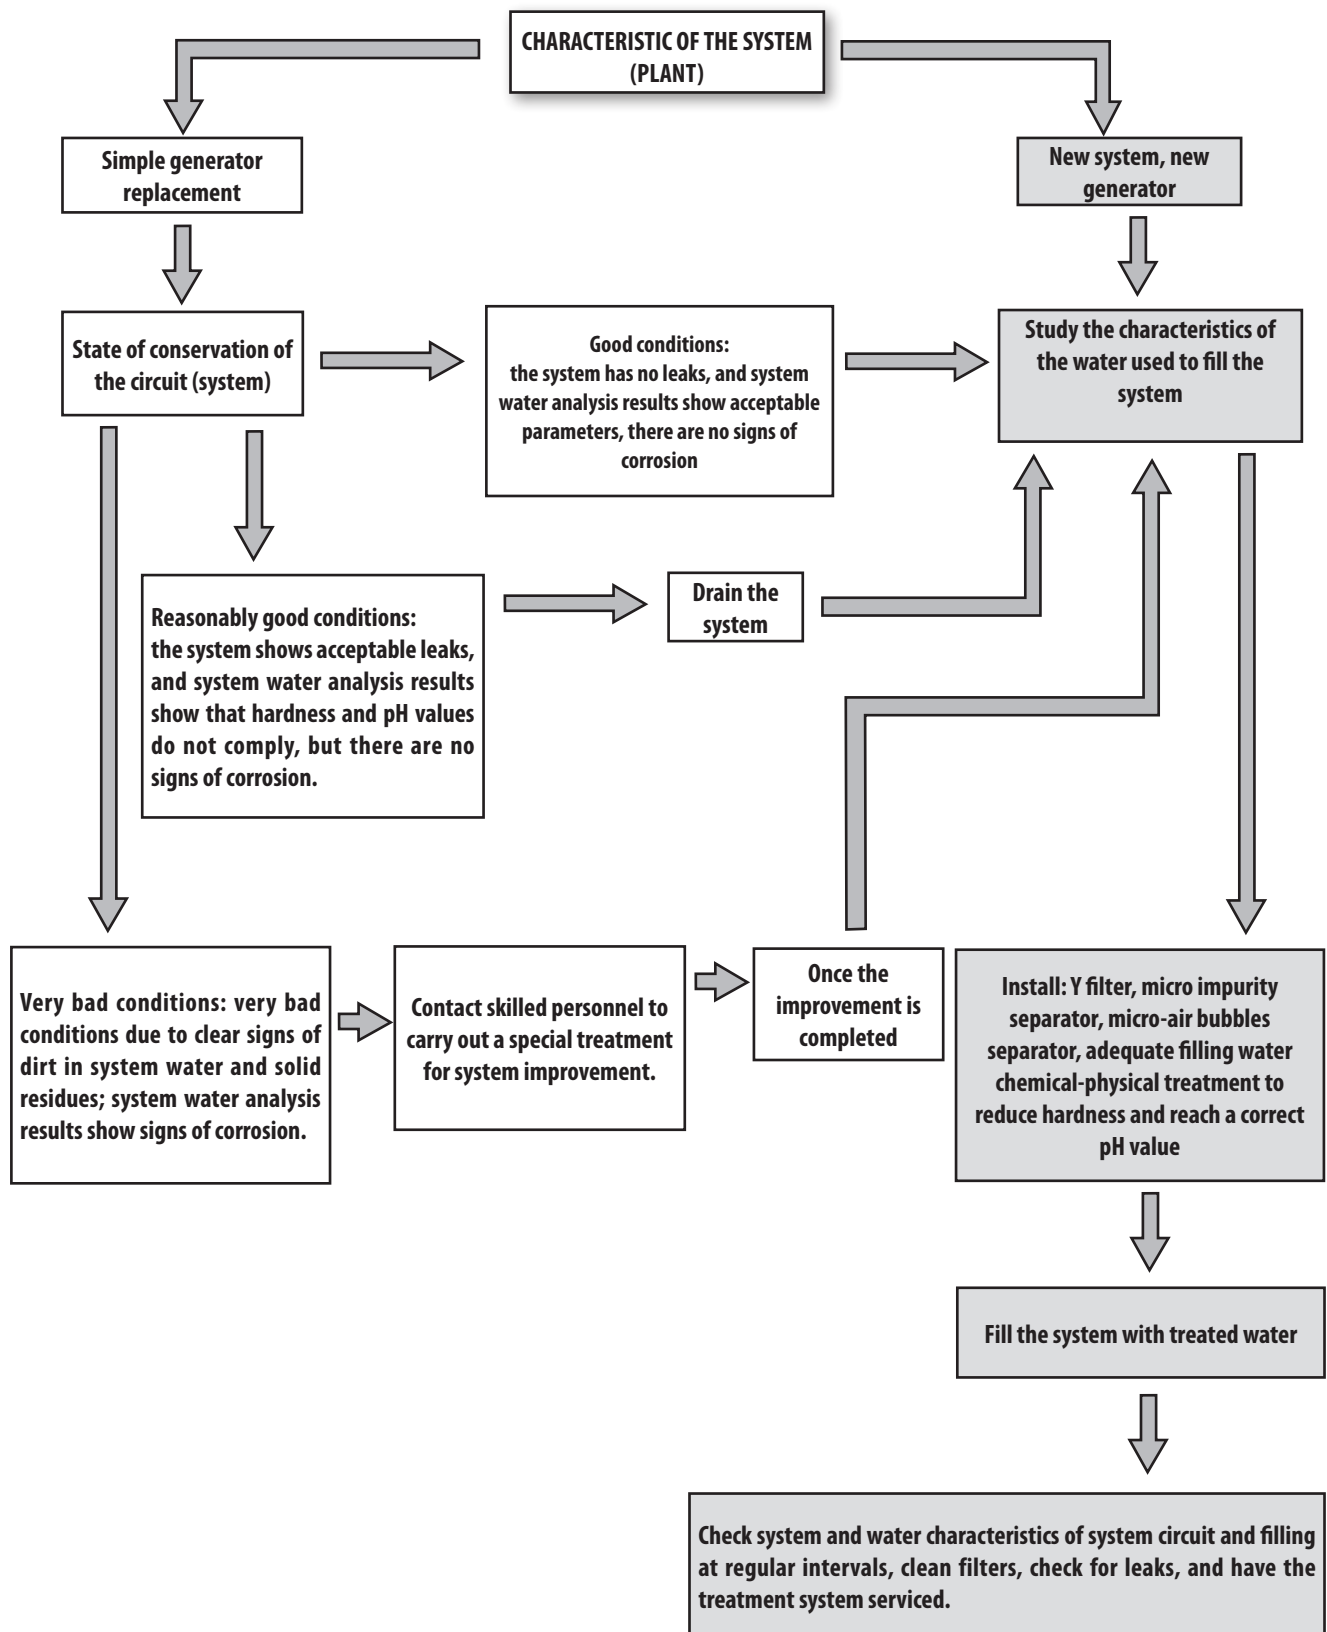 CHARACTERISTIC OF THE SYSTEM
(PLANT)
Simple generator
replacement
New system, new
generator
State of conservation of
the circuit (system)
Good conditions:
the system has no leaks, and system
water analysis results show acceptable
parameters, there are no signs of
corrosion
Study the characteristics of
the water used to fill the
system
Reasonably good conditions:
the system shows acceptable leaks,
and system water analysis results
show that hardness and pH values
do not comply, but there are no
signs of corrosion.
Drain the
system
Very bad conditions: very bad
conditions due to clear signs of
dirt in system water and solid
residues; system water analysis
results show signs of corrosion.
Contact skilled personnel to
carry out a special treatment
for system improvement.
Once the
improvement is
completed
Install: Y filter, micro impurity
separator, micro-air bubbles
separator, adequate filling water
chemical-physical treatment to
reduce hardness and reach a correct
pH value
Fill the system with treated water
Check system and water characteristics of system circuit and filling
at regular intervals, clean filters, check for leaks, and have the
treatment system serviced.